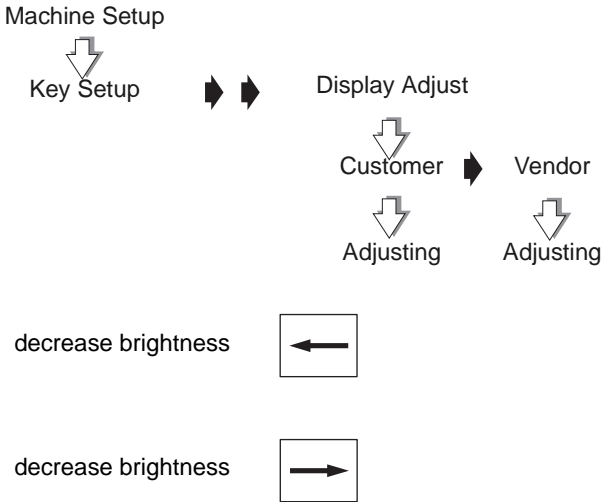 Machine Setup
Key Setup
Display Adjust
Customer
Vendor
Adjusting
Adjusting
decrease brightness
decrease brightness